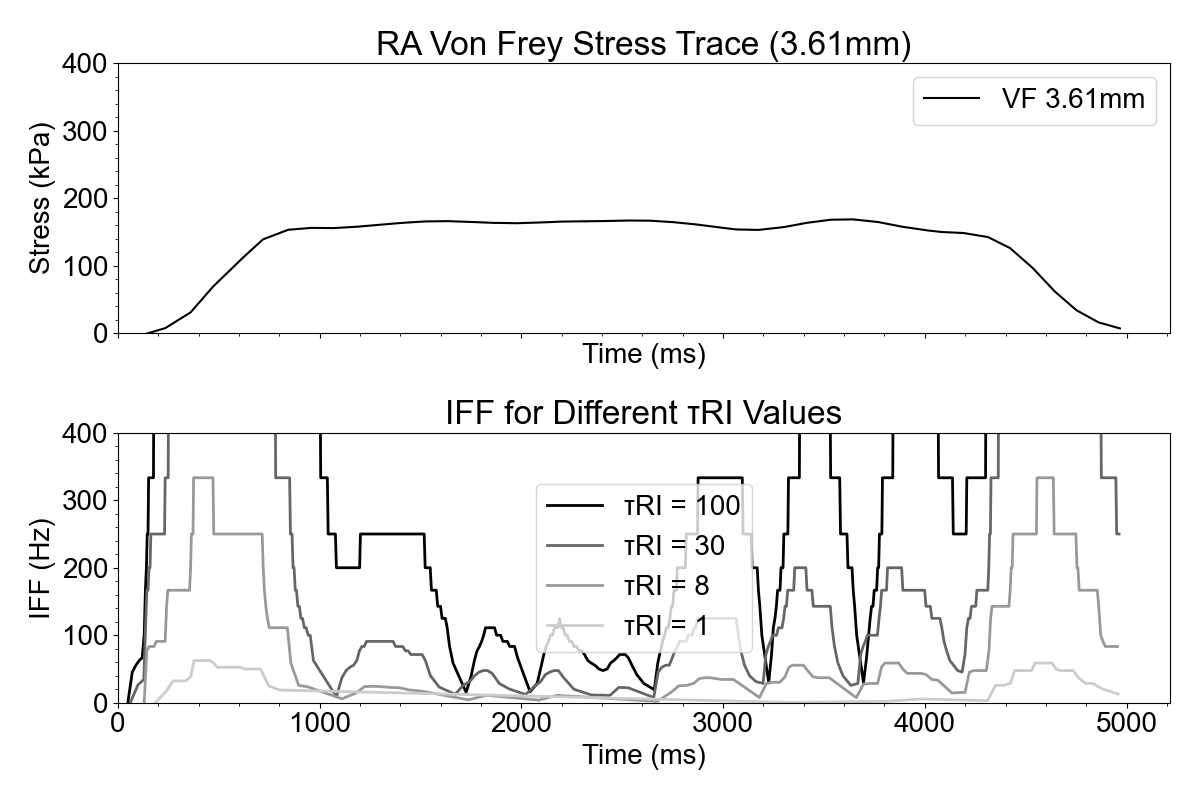 RA Von Frey Stress Trace (3.61mm)
400
300
200
100
0
Stress (kPa)
VF 3.61mm
Time (ms)
IFF for Different τRI Values
400
300
200
100
0
IFF (Hz)
τRI = 100
τRI = 30
τRI = 8
τRI = 1
0 1000 2000 3000 4000 5000
Time (ms)